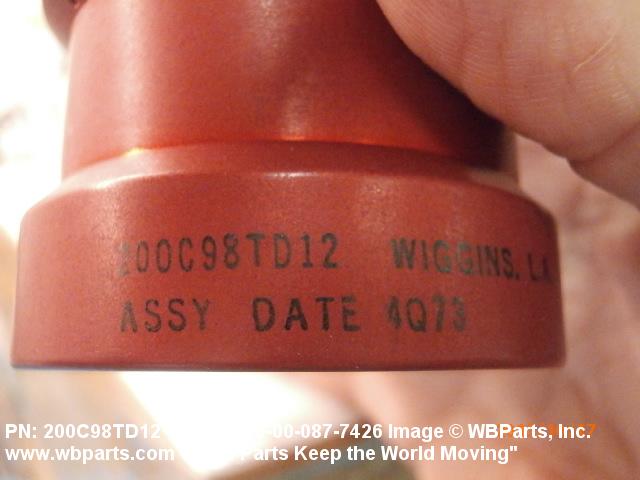 200C98TD12 WIGGINS, L.A.
ASSY DATE 4Q73
PN: 200C98TD12 -00-087-7426 Image © WBParts, Inc.
www.wbparts.com Parts Keep the World Moving"